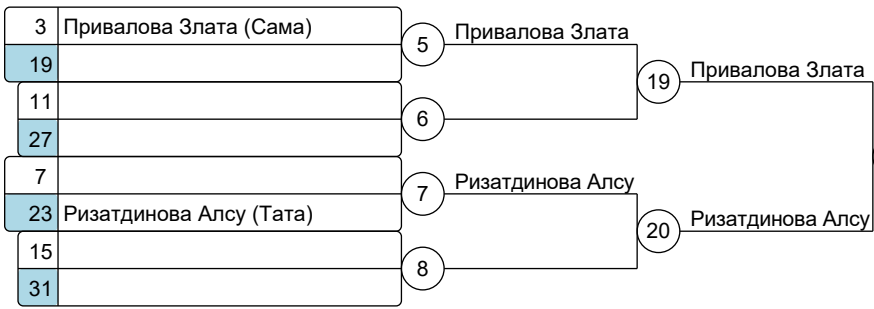 3 Привалова Злата (Сама)
19
11
27
7
23 Ризатдинова Алсу (Тата)
15
31
5 Привалова Злата
6
7 Ризатдинова Алсу
8
19 Привалова Злата
20 Ризатдинова Алсу